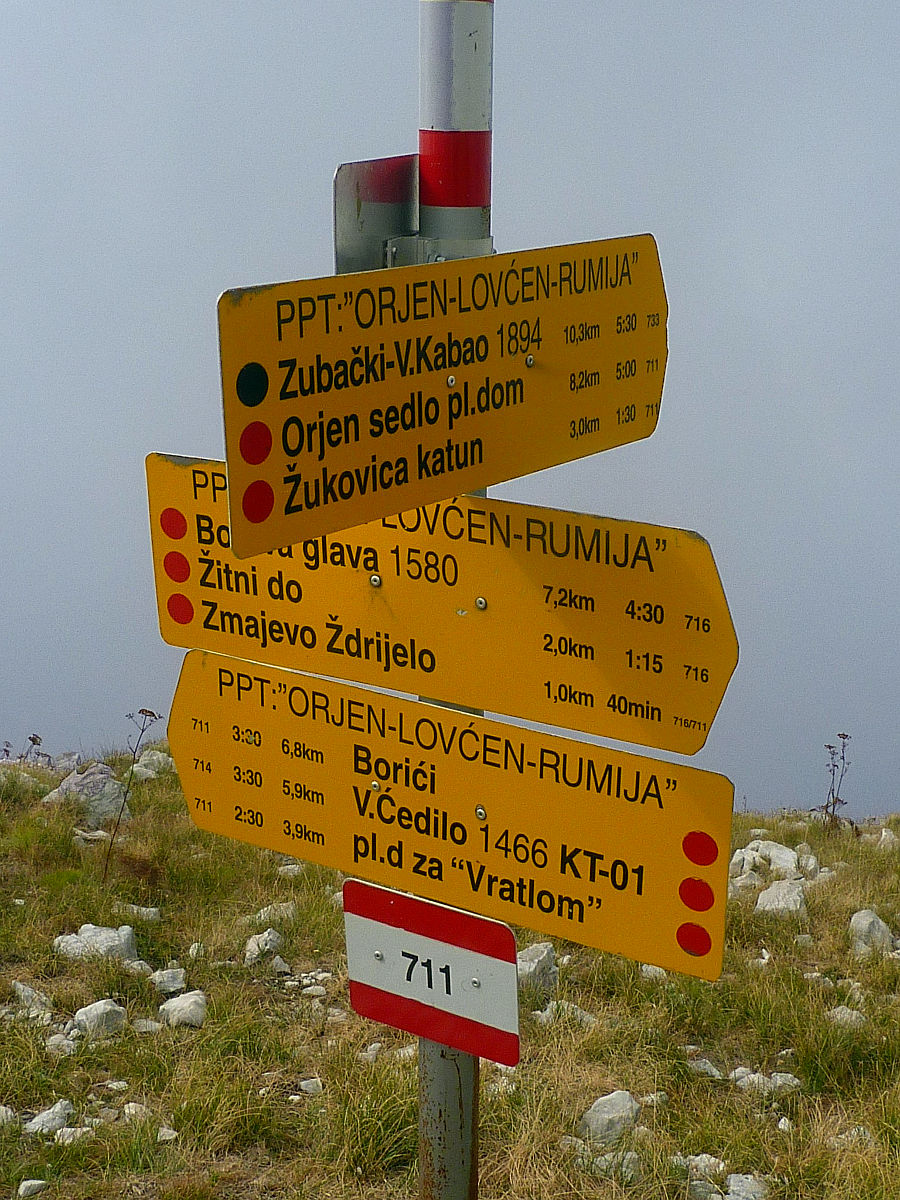 PPT:"ORJEN-LOVĆEN-RUMIJA"
Zubački-V.Kabao 1894 10,3km 5:30 733
Orjen sedlo pl.dom 8,2km 5:00 711
Žukovica katun 3,0km 1:30 711
LOVĆEN-RUMIJA"
glava 1580 7,2km 4:30 716
Žitni do 2,0km 1:15 716
Zmajevo Ždrijelo 1,0km 40min 716/711
PPT:"ORJEN-LOVĆEN-RUMIJA"
711 3:30 6,8km Borići
714 3:30 5,9km V.Čedilo 1466 KT-01
711 2:30 3,9km pl.d za "Vratlom"
711